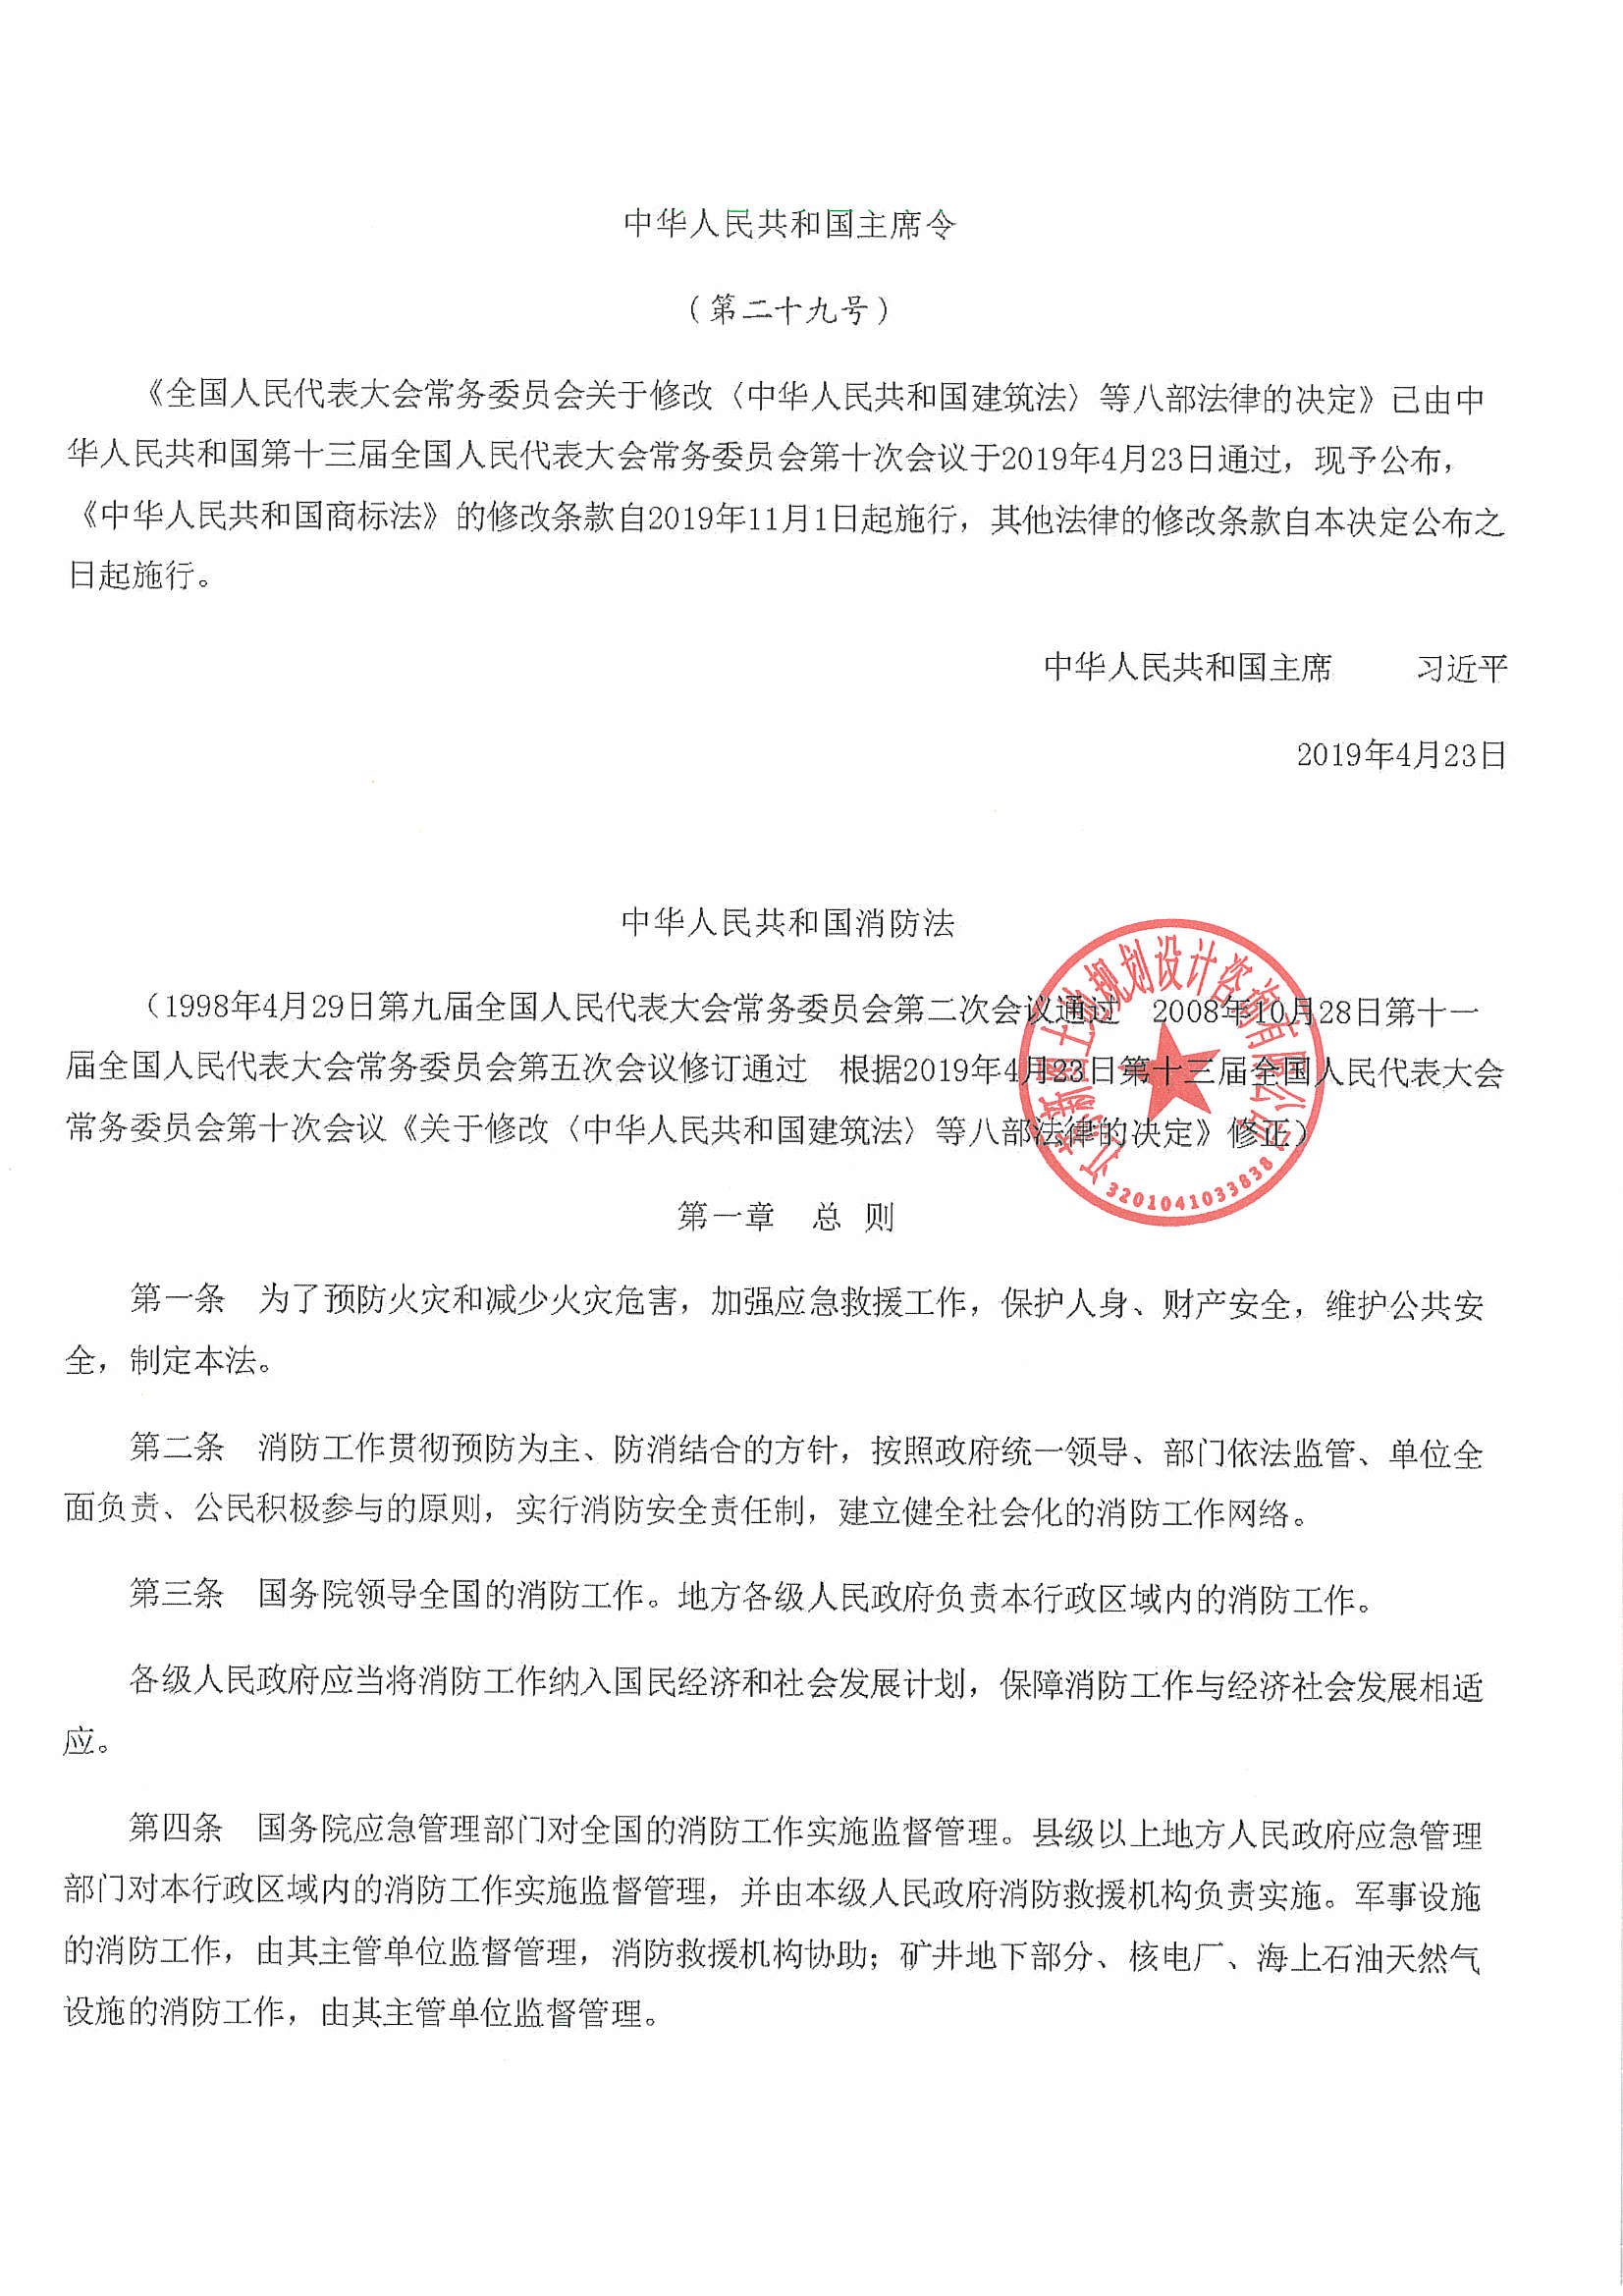 中华人民共和国主席令
（第二十九号）
《全国人民代表大会常务委员会关于修改〈中华人民共和国建筑法〉等八部法律的决定》已由中
华人民共和国第十三届全国人民代表大会常务委员会第十次会议于2019年4月23日通过，现予公布，
《中华人民共和国商标法》的修改条款自2019年11月1日起施行，其他法律的修改条款自本决定公布之
日起施行。
中华人民共和国主席 习近平
2019年4月23日
中华人民共和国消防法
（1998年4月29日第九届全国人民代表大会常务委员会第二次会议通过 2008年10月28日第十一
届全国人民代表大会常务委员会第五次会议修订通过 根据2019年4月23日第十三届全国人民代表大会
常务委员会第十次会议《关于修改〈中华人民共和国建筑法〉等八部法律的决定》修正）
江苏新图土地规划设计咨询有限公司
3201041033838
第一章 总 则
第一条 为了预防火灾和减少火灾危害，加强应急救援工作，保护人身、财产安全，维护公共安
全，制定本法。
第二条 消防工作贯彻预防为主、防消结合的方针，按照政府统一领导、部门依法监管、单位全
面负责、公民积极参与的原则，实行消防安全责任制，建立健全社会化的消防工作网络。
第三条 国务院领导全国的消防工作。地方各级人民政府负责本行政区域内的消防工作。
各级人民政府应当将消防工作纳入国民经济和社会发展计划，保障消防工作与经济社会发展相适
应。
第四条 国务院应急管理部门对全国的消防工作实施监督管理。县级以上地方人民政府应急管理
部门对本行政区域内的消防工作实施监督管理，并由本级人民政府消防救援机构负责实施。军事设施
的消防工作，由其主管单位监督管理，消防救援机构协助；矿井地下部分、核电厂、海上石油天然气
设施的消防工作，由其主管单位监督管理。